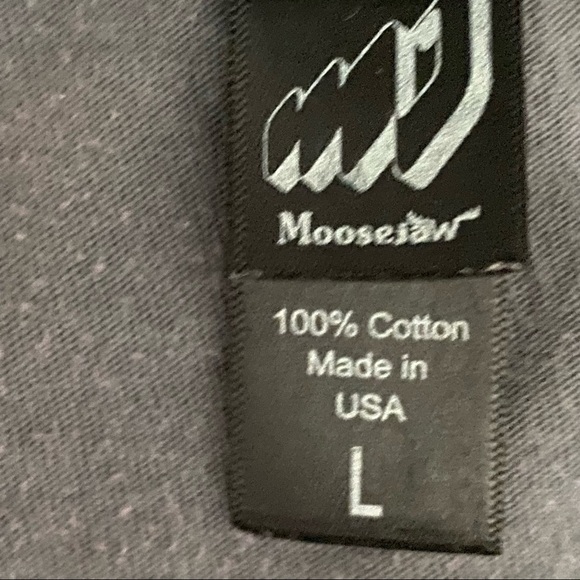 Moosejaw
100% Cotton
Made in
USA
L